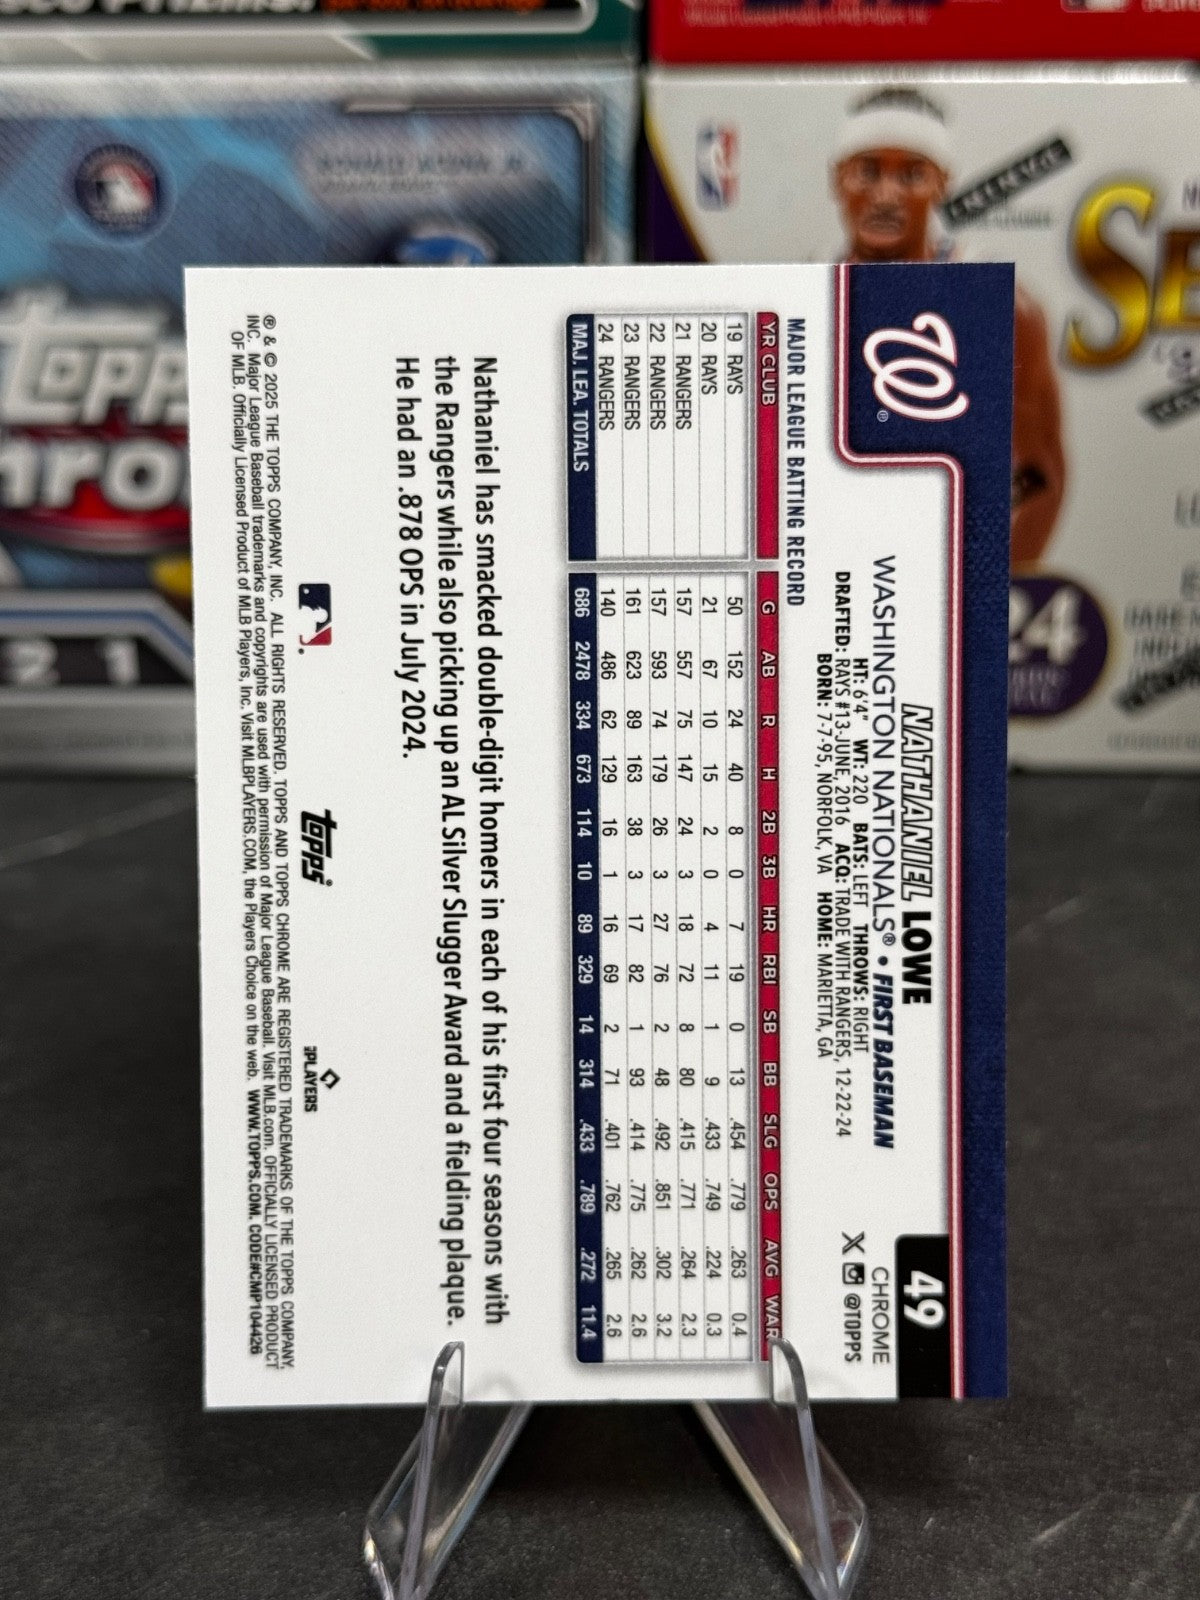 49
CHROME
@TOPPS
NATHANIEL LOWE
WASHINGTON NATIONALS® • FIRST BASEMAN
HT: 6'4" WT: 220 BATS: LEFT THROWS: RIGHT
DRAFTED: RAYS #13-JUNE, 2016 ACQ: TRADE WITH RANGERS, 12-22-24
BORN: 7-7-95, NORFOLK, VA HOME: MARIETTA, GA
W®
MAJOR LEAGUE BATTING RECORD
YR CLUB G AB R H 2B 3B HR RBI SB BB SLG OPS AVG WAR
19 RAYS 50 152 24 40 8 0 7 19 0 13 .454 .779 .263 0.4
20 RAYS 21 67 10 15 2 0 4 11 1 9 .433 .749 .224 0.3
21 RANGERS 157 557 75 147 24 3 18 72 8 80 .415 .771 .264 2.3
22 RANGERS 157 593 74 179 26 3 27 76 2 48 .492 .851 .302 3.2
23 RANGERS 161 623 89 163 38 3 17 82 1 93 .414 .775 .262 2.6
24 RANGERS 140 486 62 129 16 1 16 69 2 71 .401 .762 .265 2.6
MAJ. LEA. TOTALS 686 2478 334 673 114 10 89 329 14 314 .433 .789 .272 11.4
Nathaniel has smacked double-digit homers in each of his first four seasons with
the Rangers while also picking up an AL Silver Slugger Award and a fielding plaque.
He had an .878 OPS in July 2024.
topps
PLAYERS
® & © 2025 THE TOPPS COMPANY, INC. ALL RIGHTS RESERVED. TOPPS AND TOPPS CHROME ARE REGISTERED TRADEMARKS OF THE TOPPS COMPANY,
INC. Major League Baseball trademarks and copyrights are used with permission of Major League Baseball. Visit MLB.com. OFFICIALLY LICENSED PRODUCT
OF MLB. Officially Licensed Product of MLB Players, Inc. Visit MLBPLAYERS.COM, the Players Choice on the web. WWW.TOPPS.COM. CODE#CMP104426